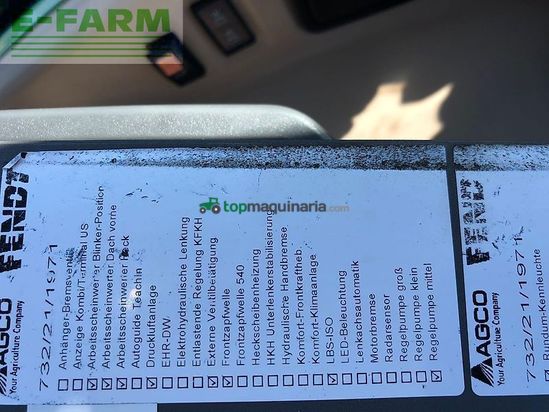 E-FARM
topmaquinaria.com
AGCO
Your Agriculture Company
FENDT
732/21/1971
Anhänger-Bremsventil
Anzeige Kombi/Terminal US
Arbeitsscheinwerfer Blinker-Position
Arbeitsscheinwerfer Dach vorne
Arbeitsscheinwerfer Heck
Autoguide TeachIn
Druckluftanlage
EHR-DW
Elektrohydraulische Lenkung
Entlastende Regelung KFKH
Externe Ventilbetätigung
Frontzapfwelle
Frontzapfwelle 540
Heckscheibenheizung
HKH Unterlenkerstabilisierung
Hydraulische Handbremse
Komfort-Frontkraftheb
Komfort-Klimaanlage
LBS-ISO
LED-Beleuchtung
Lenkachsautomatik
Motorbremse
Radarsensor
Regelpumpe groß
Regelpumpe klein
Regelpumpe mittel
AGCO
Your Agriculture Company
FENDT
732/21/1971
Rundum-Kennleuchte